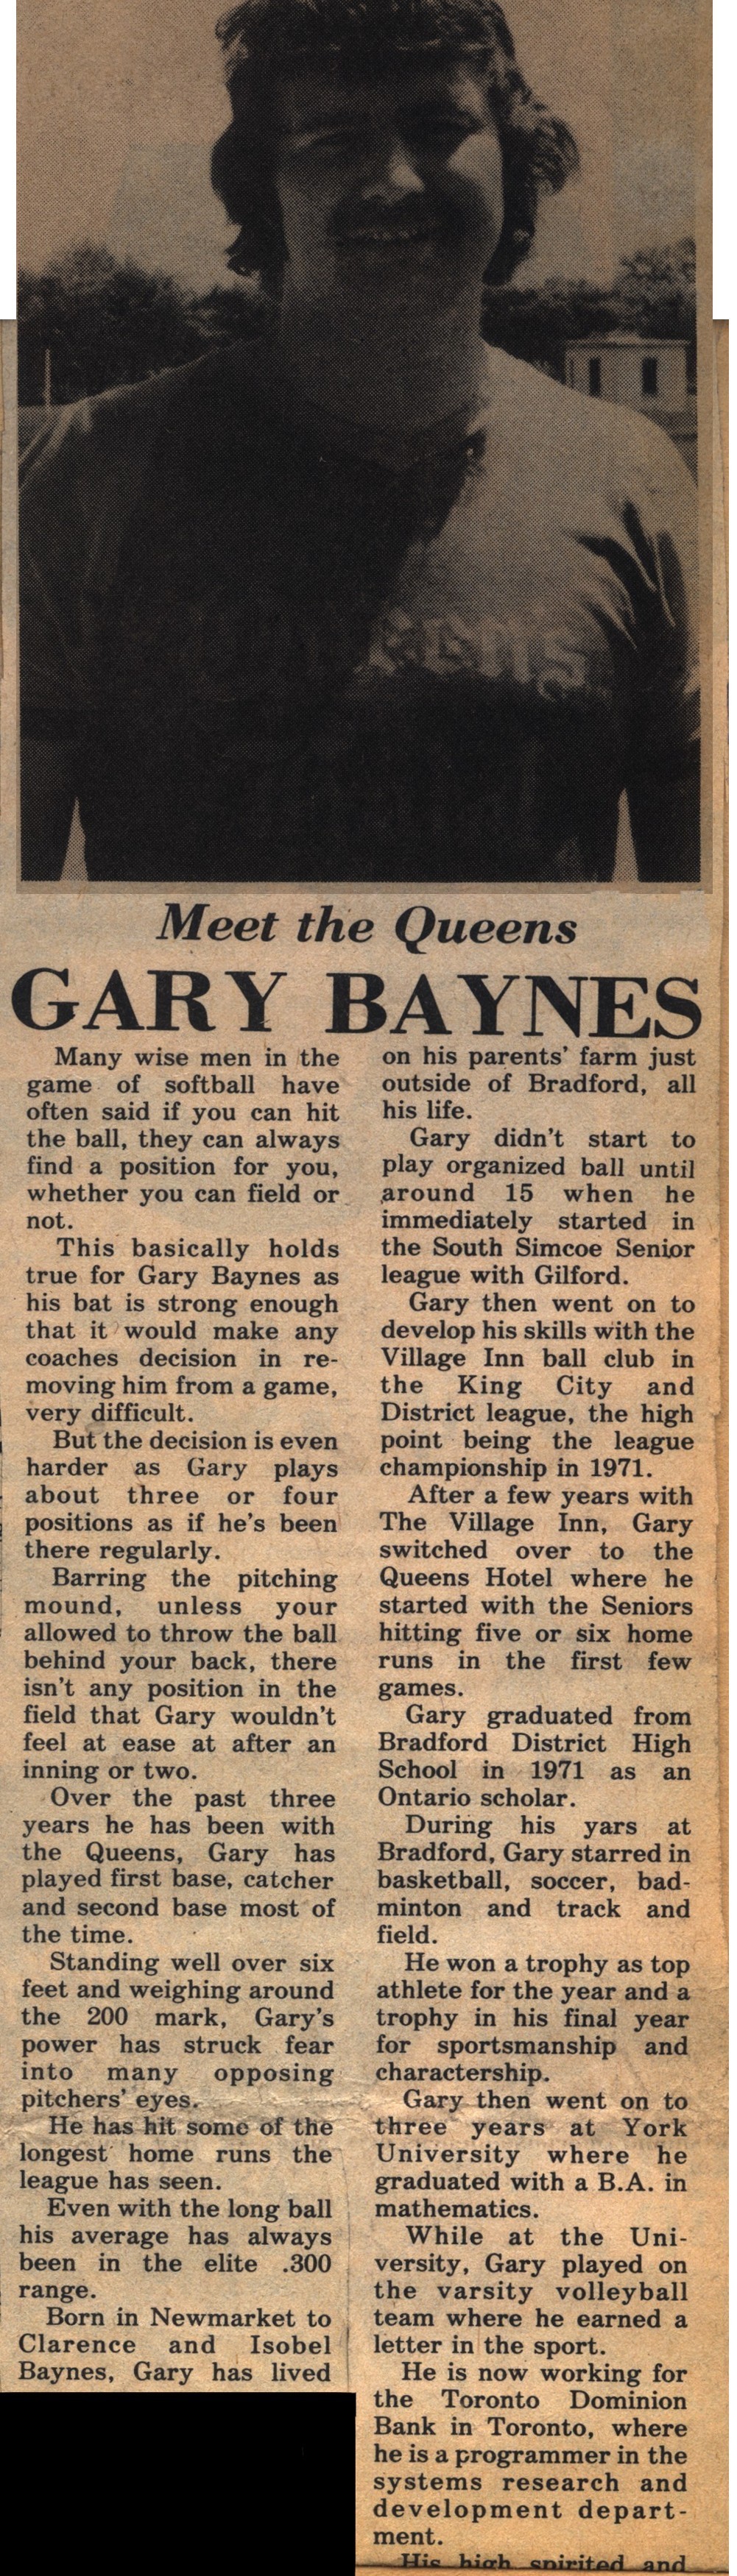 Meet the Queens
GARY BAYNES
Many wise men in the
game of softball have
often said if you can hit
the ball, they can always
find a position for you,
whether you can field or
not.
This basically holds
true for Gary Baynes as
his bat is strong enough
that it would make any
coaches decision in re-
moving him from a game,
very difficult.
But the decision is even
harder as Gary plays
about three or four
positions as if he's been
there regularly.
Barring the pitching
mound, unless your
allowed to throw the ball
behind your back, there
isn't any position in the
field that Gary wouldn't
feel at ease at after an
inning or two.
Over the past three
years he has been with
the Queens, Gary has
played first base, catcher
and second base most of
the time.
Standing well over six
feet and weighing around
the 200 mark, Gary's
power has struck fear
into many opposing
pitchers' eyes.
He has hit some of the
longest home runs the
league has seen.
Even with the long ball
his average has always
been in the elite .300
range.
Born in Newmarket to
Clarence and Isobel
Baynes, Gary has lived
on his parents' farm just
outside of Bradford, all
his life.
Gary didn't start to
play organized ball until
around 15 when he
immediately started in
the South Simcoe Senior
league with Gilford.
Gary then went on to
develop his skills with the
Village Inn ball club in
the King City and
District league, the high
point being the league
championship in 1971.
After a few years with
The Village Inn, Gary
switched over to the
Queens Hotel where he
started with the Seniors
hitting five or six home
runs in the first few
games.
Gary graduated from
Bradford District High
School in 1971 as an
Ontario scholar.
During his yars at
Bradford, Gary starred in
basketball, soccer, bad-
minton and track and
field.
He won a trophy as top
athlete for the year and a
trophy in his final year
for sportsmanship and
charactership.
Gary then went on to
three years at York
University where he
graduated with a B.A. in
mathematics.
While at the Uni-
versity, Gary played on
the varsity volleyball
team where he earned a
letter in the sport.
He is now working for
the Toronto Dominion
Bank in Toronto, where
he is a programmer in the
systems research and
development depart-
ment.
His high spirited and